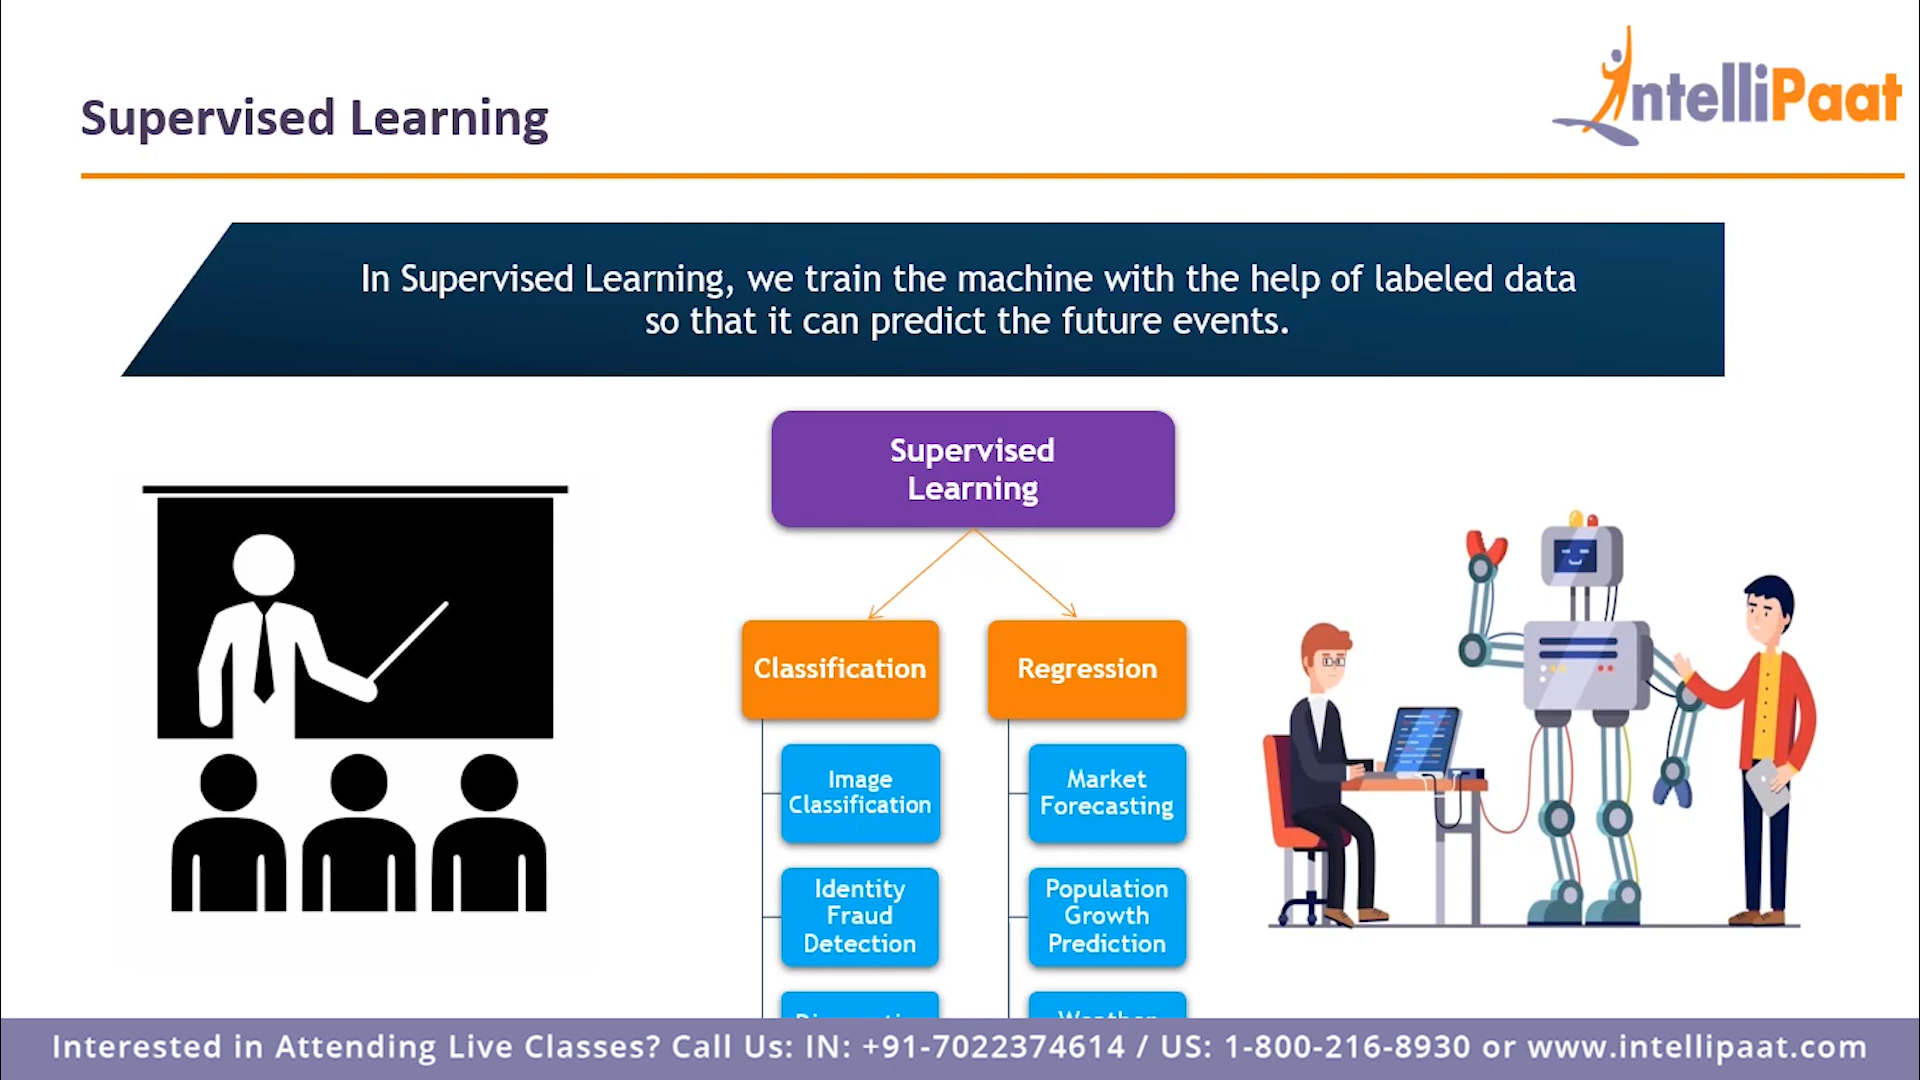 Supervised Learning
IntelliPaat
In Supervised Learning, we train the machine with the help of labeled data
so that it can predict the future events.
Supervised
Learning
Classification
Regression
Image
Classification
Market
Forecasting
Identity
Fraud
Detection
Population
Growth
Prediction
Weather
Interested in Attending Live Classes? Call Us: IN: +91-7022374614 / US: 1-800-216-8930 or www.intellipaat.com